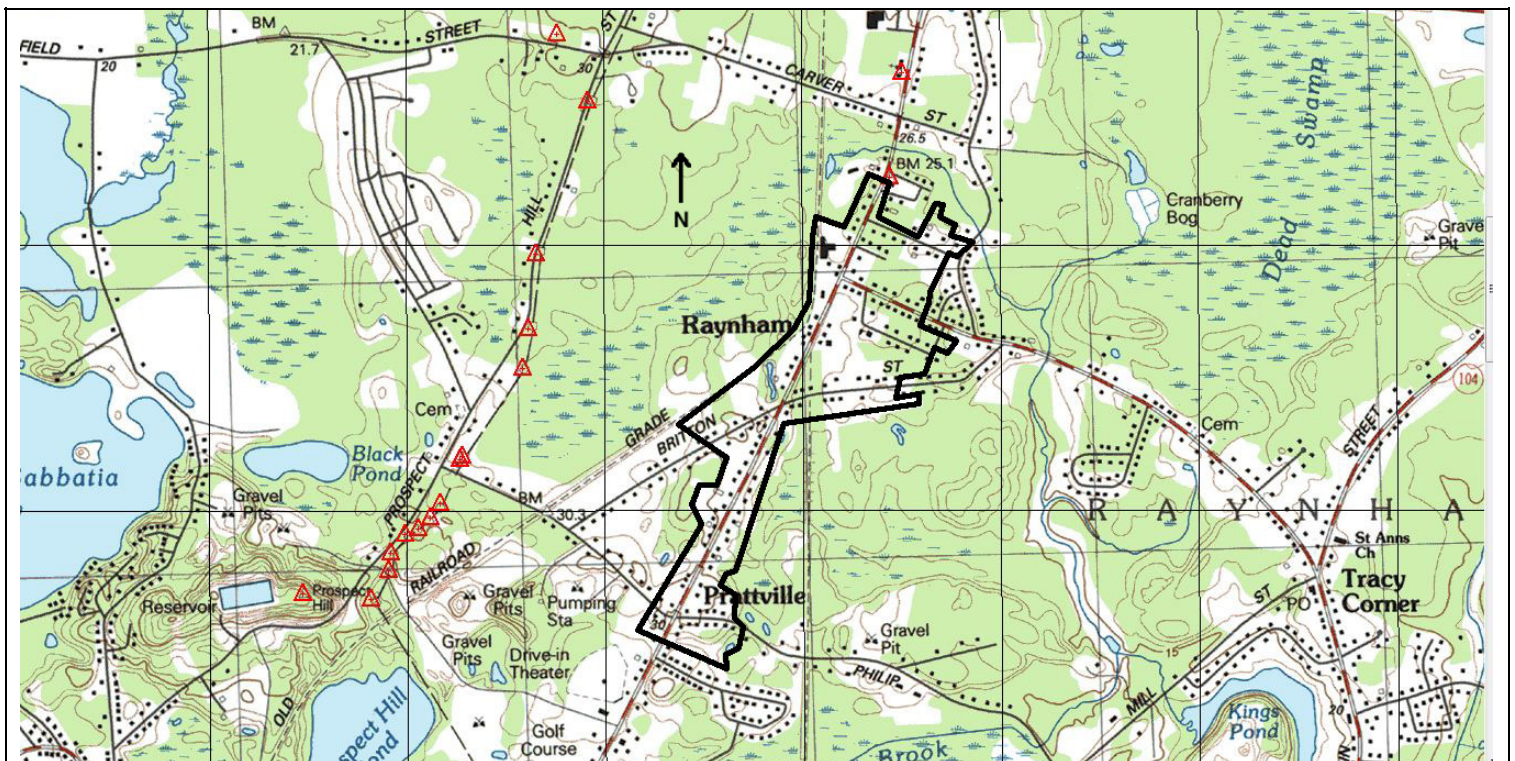 BM
FIELD
20
21.7
STREET
ST
30
CARVER
ST
26.5
BM 25.1
Swamp
Dead
Cranberry
Bog
Grave
Pit
HILL
N
Raynham
ST
104
STREET
GRADE
BRITTON
Cem
Cem
Black
Pond
PROSPECT
abbatia
BM
30.3
Gravel
Pits
R A Y N H A
St Anns
Ch
RAILROAD
Reservoir
Prospect
Hill
Gravel
Pits
Pumping
Sta
Prattville
30
ST
PO
Tracy
Corner
Gravel
Pits
Drive-in
Theater
Gravel
Pit
PHILIP
15
MILL
OLD
spect Hill
ond
Golf
Course
Brook
Kings
Pond
20